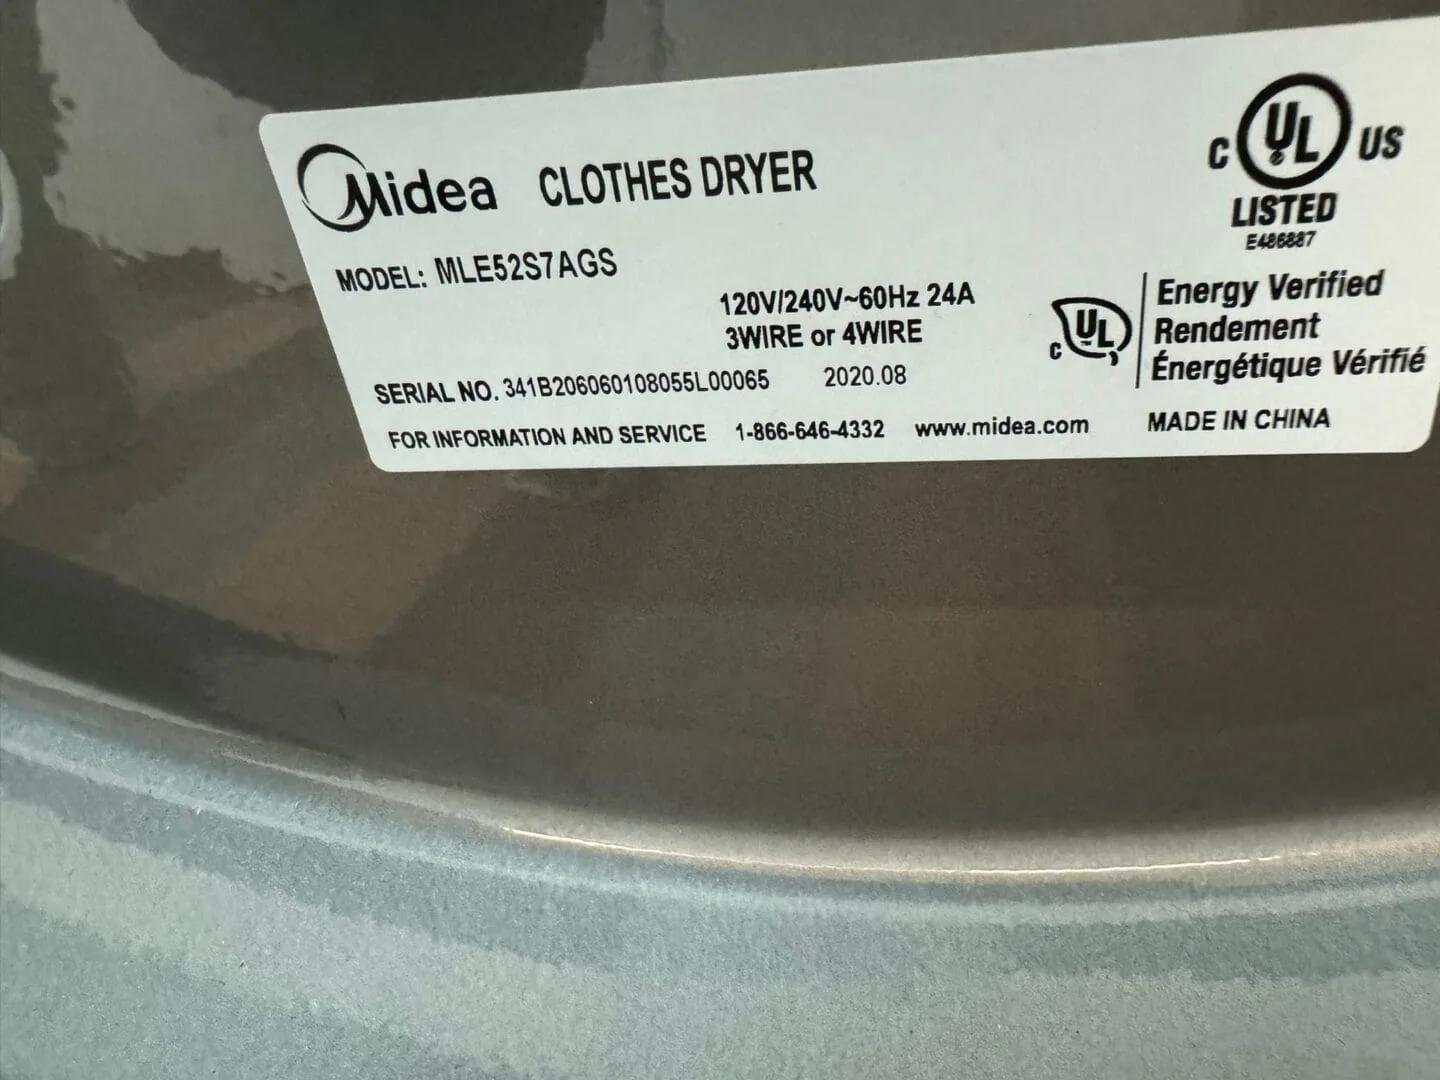 Midea CLOTHES DRYER
C UL US
LISTED
E486887
MODEL: MLE52S7AGS
120V/240V~60Hz 24A
3WIRE or 4WIRE
C UL
Energy Verified
Rendement
Énergétique Vérifié
SERIAL NO. 341B206060108055L00065 2020.08
FOR INFORMATION AND SERVICE 1-866-646-4332 www.midea.com MADE IN CHINA